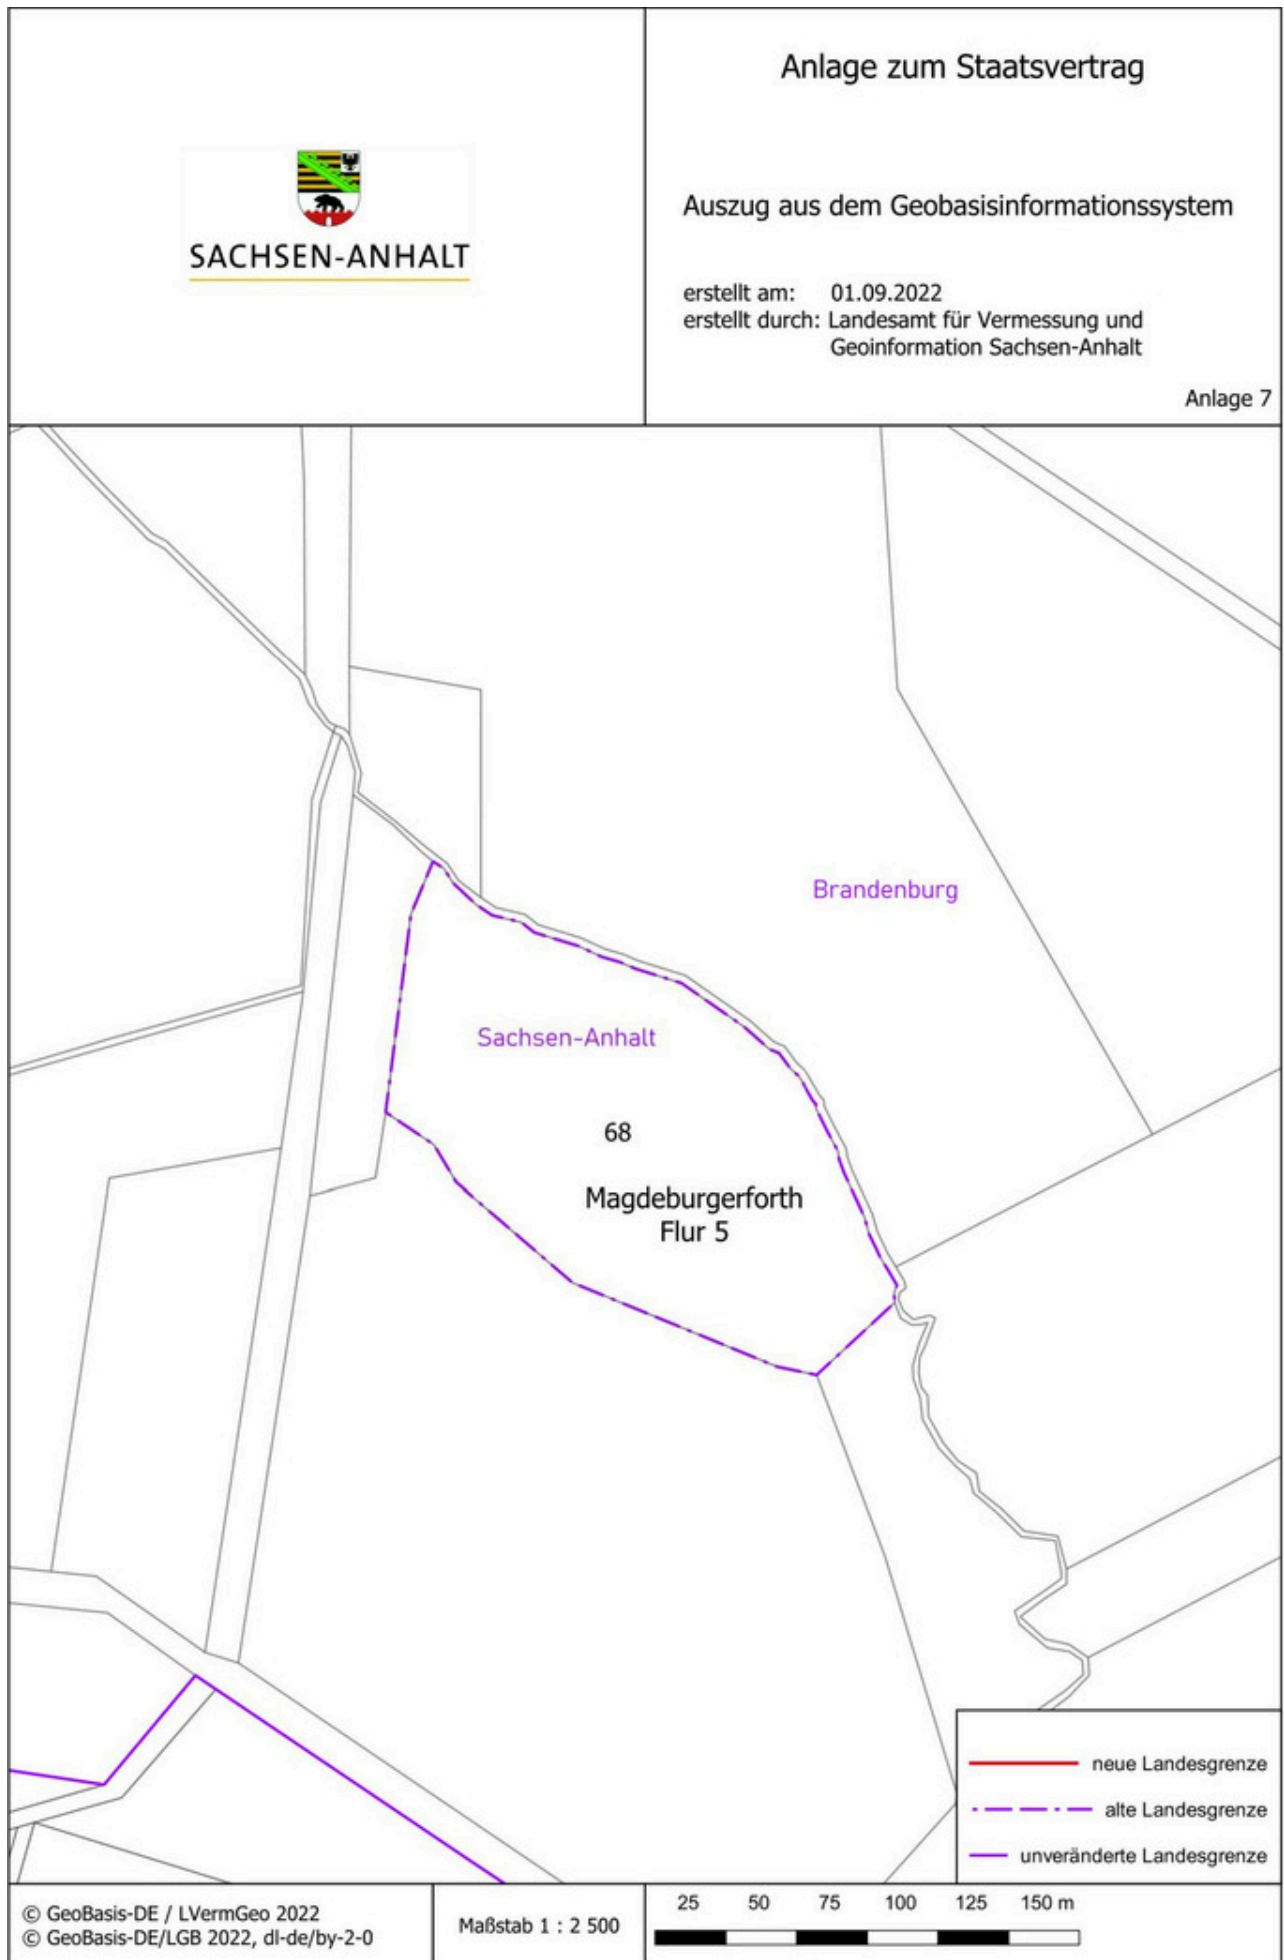 SACHSEN-ANHALT
Anlage zum Staatsvertrag
Auszug aus dem Geobasisinformationssystem
erstellt am: 01.09.2022
erstellt durch: Landesamt für Vermessung und
Geoinformation Sachsen-Anhalt
Anlage 7
Brandenburg
Sachsen-Anhalt
68
Magdeburgerforth
Flur 5
neue Landesgrenze
alte Landesgrenze
unveränderte Landesgrenze
© GeoBasis-DE / LVermGeo 2022
© GeoBasis-DE/LGB 2022, dl-de/by-2-0
Maßstab 1 : 2 500
25 50 75 100 125 150 m